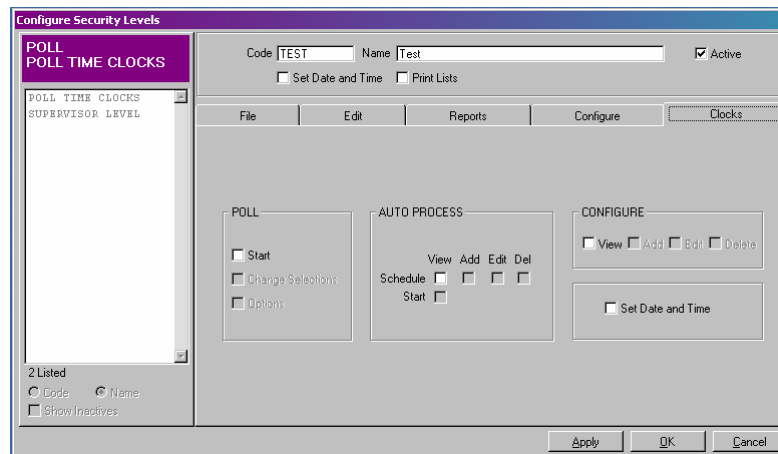 Configure Security Levels
POLL
POLL TIME CLOCKS
Code TEST Name Test Active
Set Date and Time Print Lists
POLL TIME CLOCKS
SUPERVISOR LEVEL
File Edit Reports Configure Clocks
POLL
Start
Change Selections
Options
AUTO PROCESS
View Add Edit Del
Schedule
Start
CONFIGURE
View Add Edit Delete
Set Date and Time
2 Listed
Code Name
Show Inactives
Apply OK Cancel